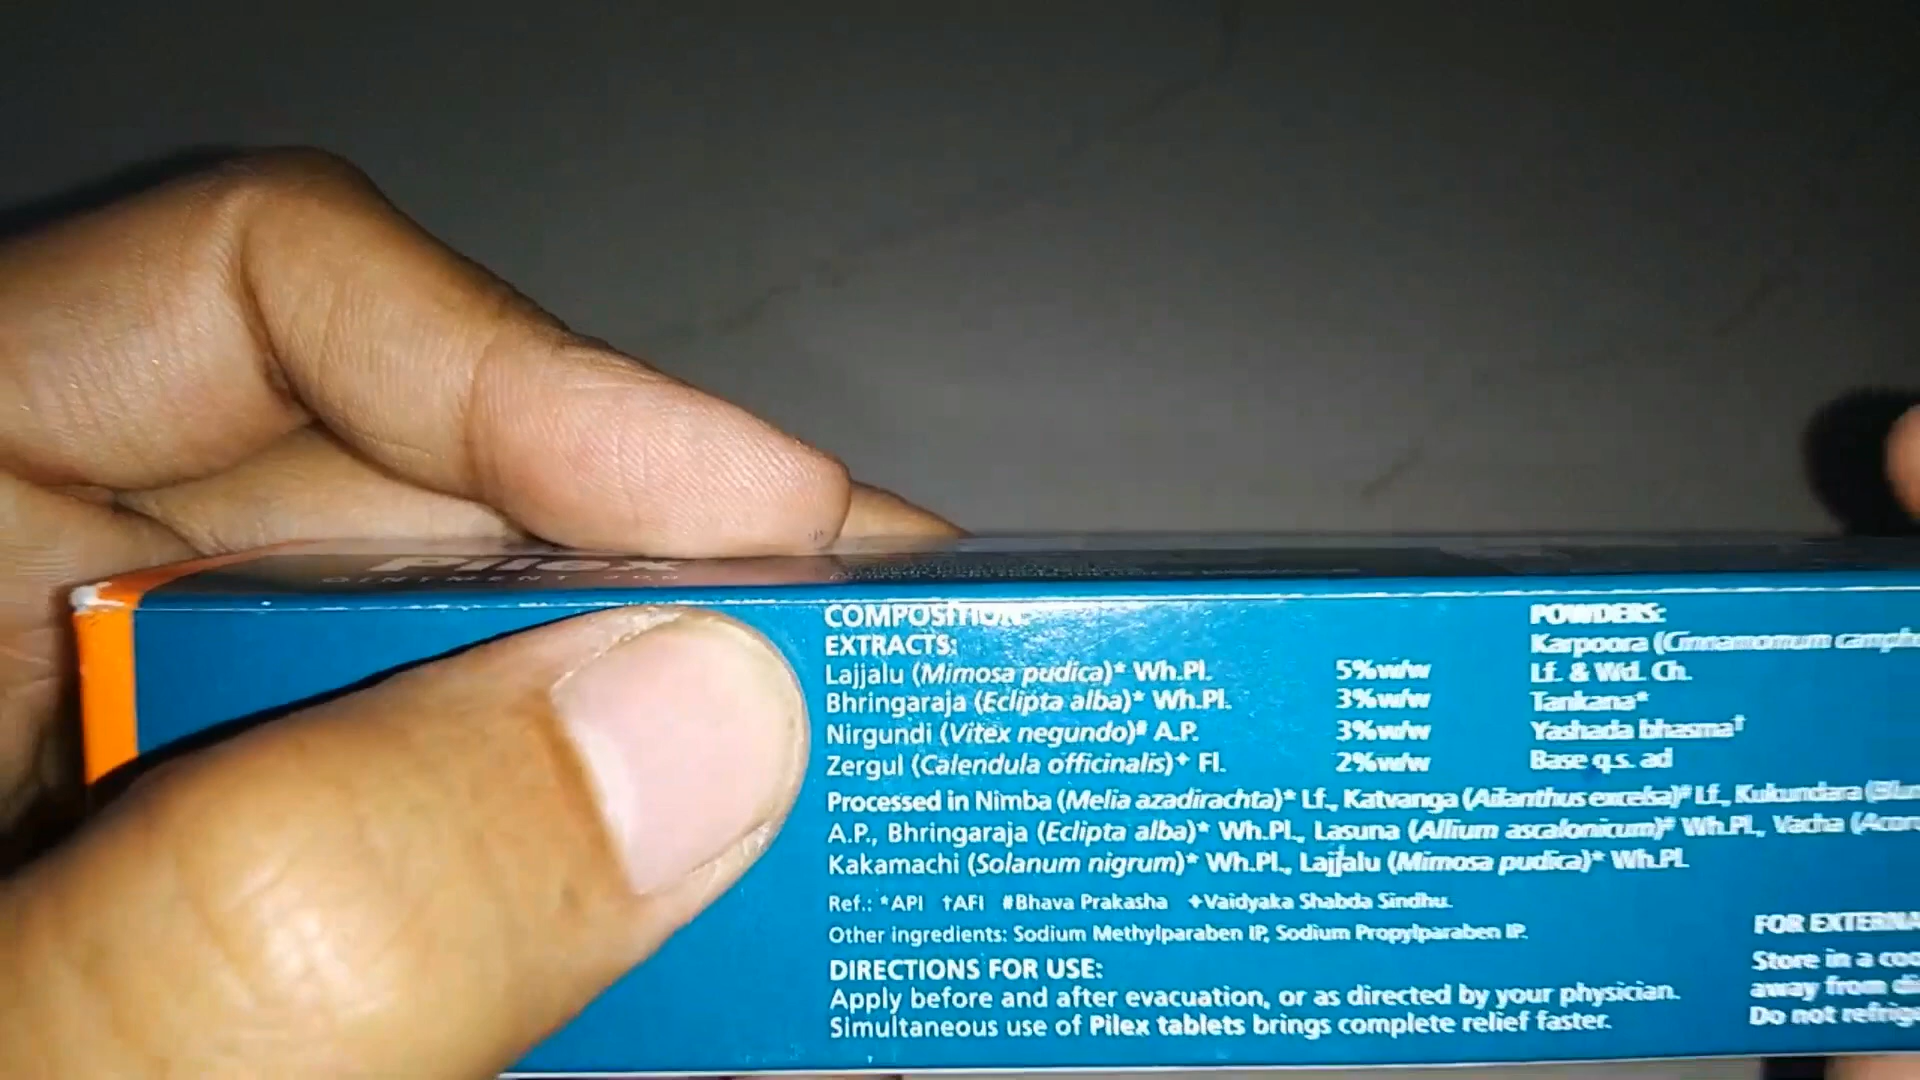 Pilex
OINTMENT 30g
COMPOSITION:
EXTRACTS:
Lajjalu (Mimosa pudica)* Wh.Pl. 5%w/w
Bhringaraja (Eclipta alba)* Wh.Pl. 3%w/w
Nirgundi (Vitex negundo)# A.P. 3%w/w
Zergul (Calendula officinalis)+ Fl. 2%w/w
POWDERS:
Karpoora (Cinnamomum camph
Lf. & Wd. Ch.
Tankana*
Yashada bhasma†
Base q.s. ad
Processed in Nimba (Melia azadirachta)* Lf., Katvanga (Ailanthus excelsa)# Lf., Kukundara (Blum
A.P., Bhringaraja (Eclipta alba)* Wh.Pl., Lasuna (Allium ascalonicum)# Wh.Pl., Vacha (Acor
Kakamachi (Solanum nigrum)* Wh.Pl., Lajjalu (Mimosa pudica)* Wh.Pl.
Ref.: *API †AFI #Bhava Prakasha +Vaidyaka Shabda Sindhu.
Other ingredients: Sodium Methylparaben IP, Sodium Propylparaben IP.
DIRECTIONS FOR USE:
Apply before and after evacuation, or as directed by your physician.
Simultaneous use of Pilex tablets brings complete relief faster.
FOR EXTERNA
Store in a coo
away from di
Do not refrige